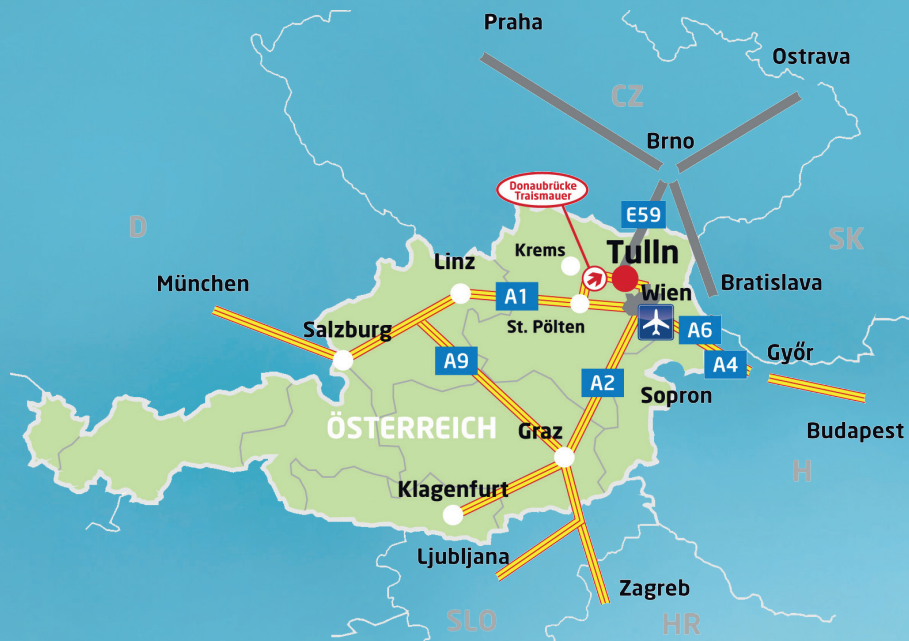 Praha
Ostrava
CZ
Brno
Donaubrücke
Traismauer
E59
D
Krems
Tulln
SK
Linz
München
Bratislava
A1
Wien
Salzburg
St. Pölten
A6
Győr
A9
A4
A2
Sopron
ÖSTERREICH
Graz
Budapest
H
Klagenfurt
Ljubljana
Zagreb
SLO
HR